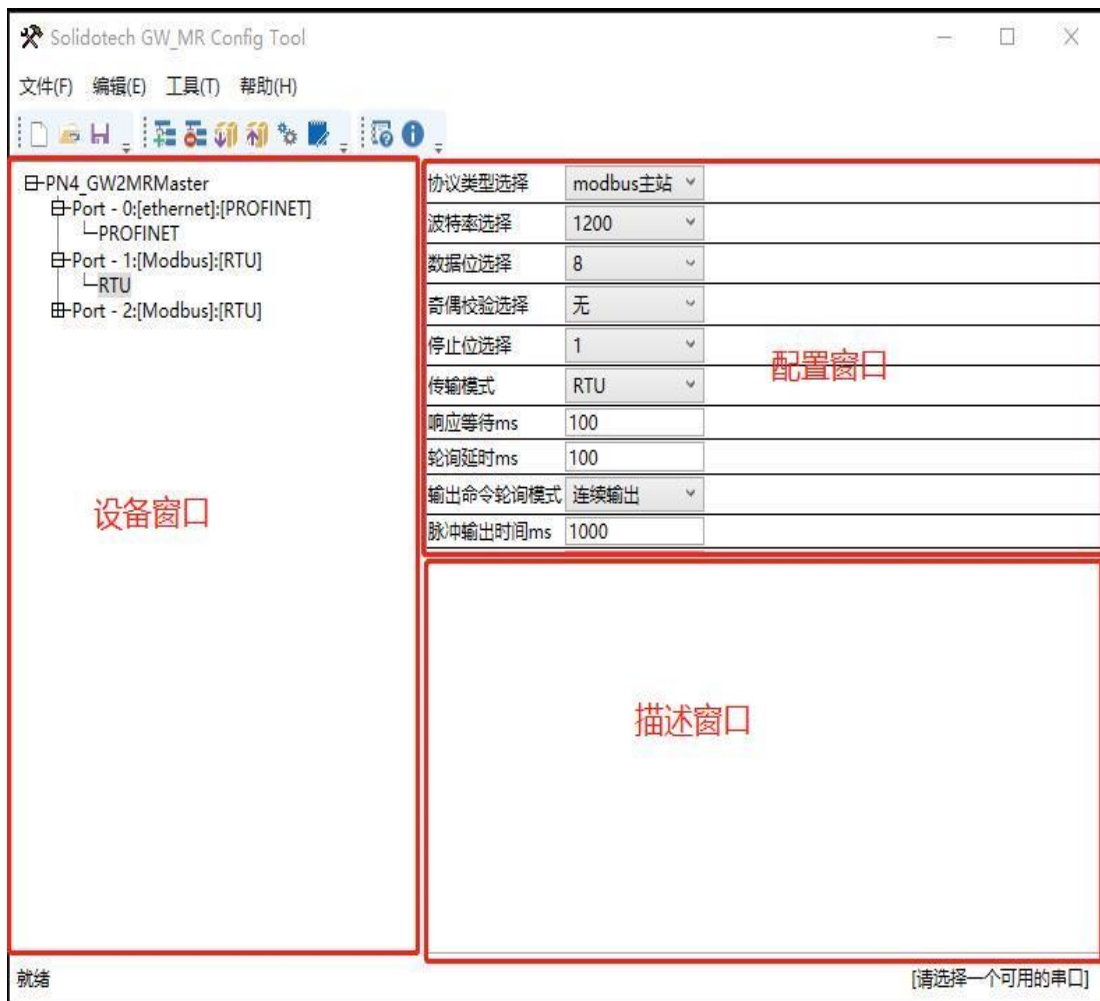 Solidotech GW_MR Config Tool
文件(F) 编辑(E) 工具(T) 帮助(H)
PN4_GW2MRMaster
Port - 0:[ethernet]:[PROFINET]
PROFINET
Port - 1:[Modbus]:[RTU]
RTU
Port - 2:[Modbus]:[RTU]
设备窗口
协议类型选择 modbus主站
波特率选择 1200
数据位选择 8
奇偶校验选择 无
停止位选择 1
传输模式 RTU
响应等待ms 100
轮询延时ms 100
输出命令轮询模式 连续输出
脉冲输出时间ms 1000
配置窗口
描述窗口
就绪
[请选择一个可用的串口]